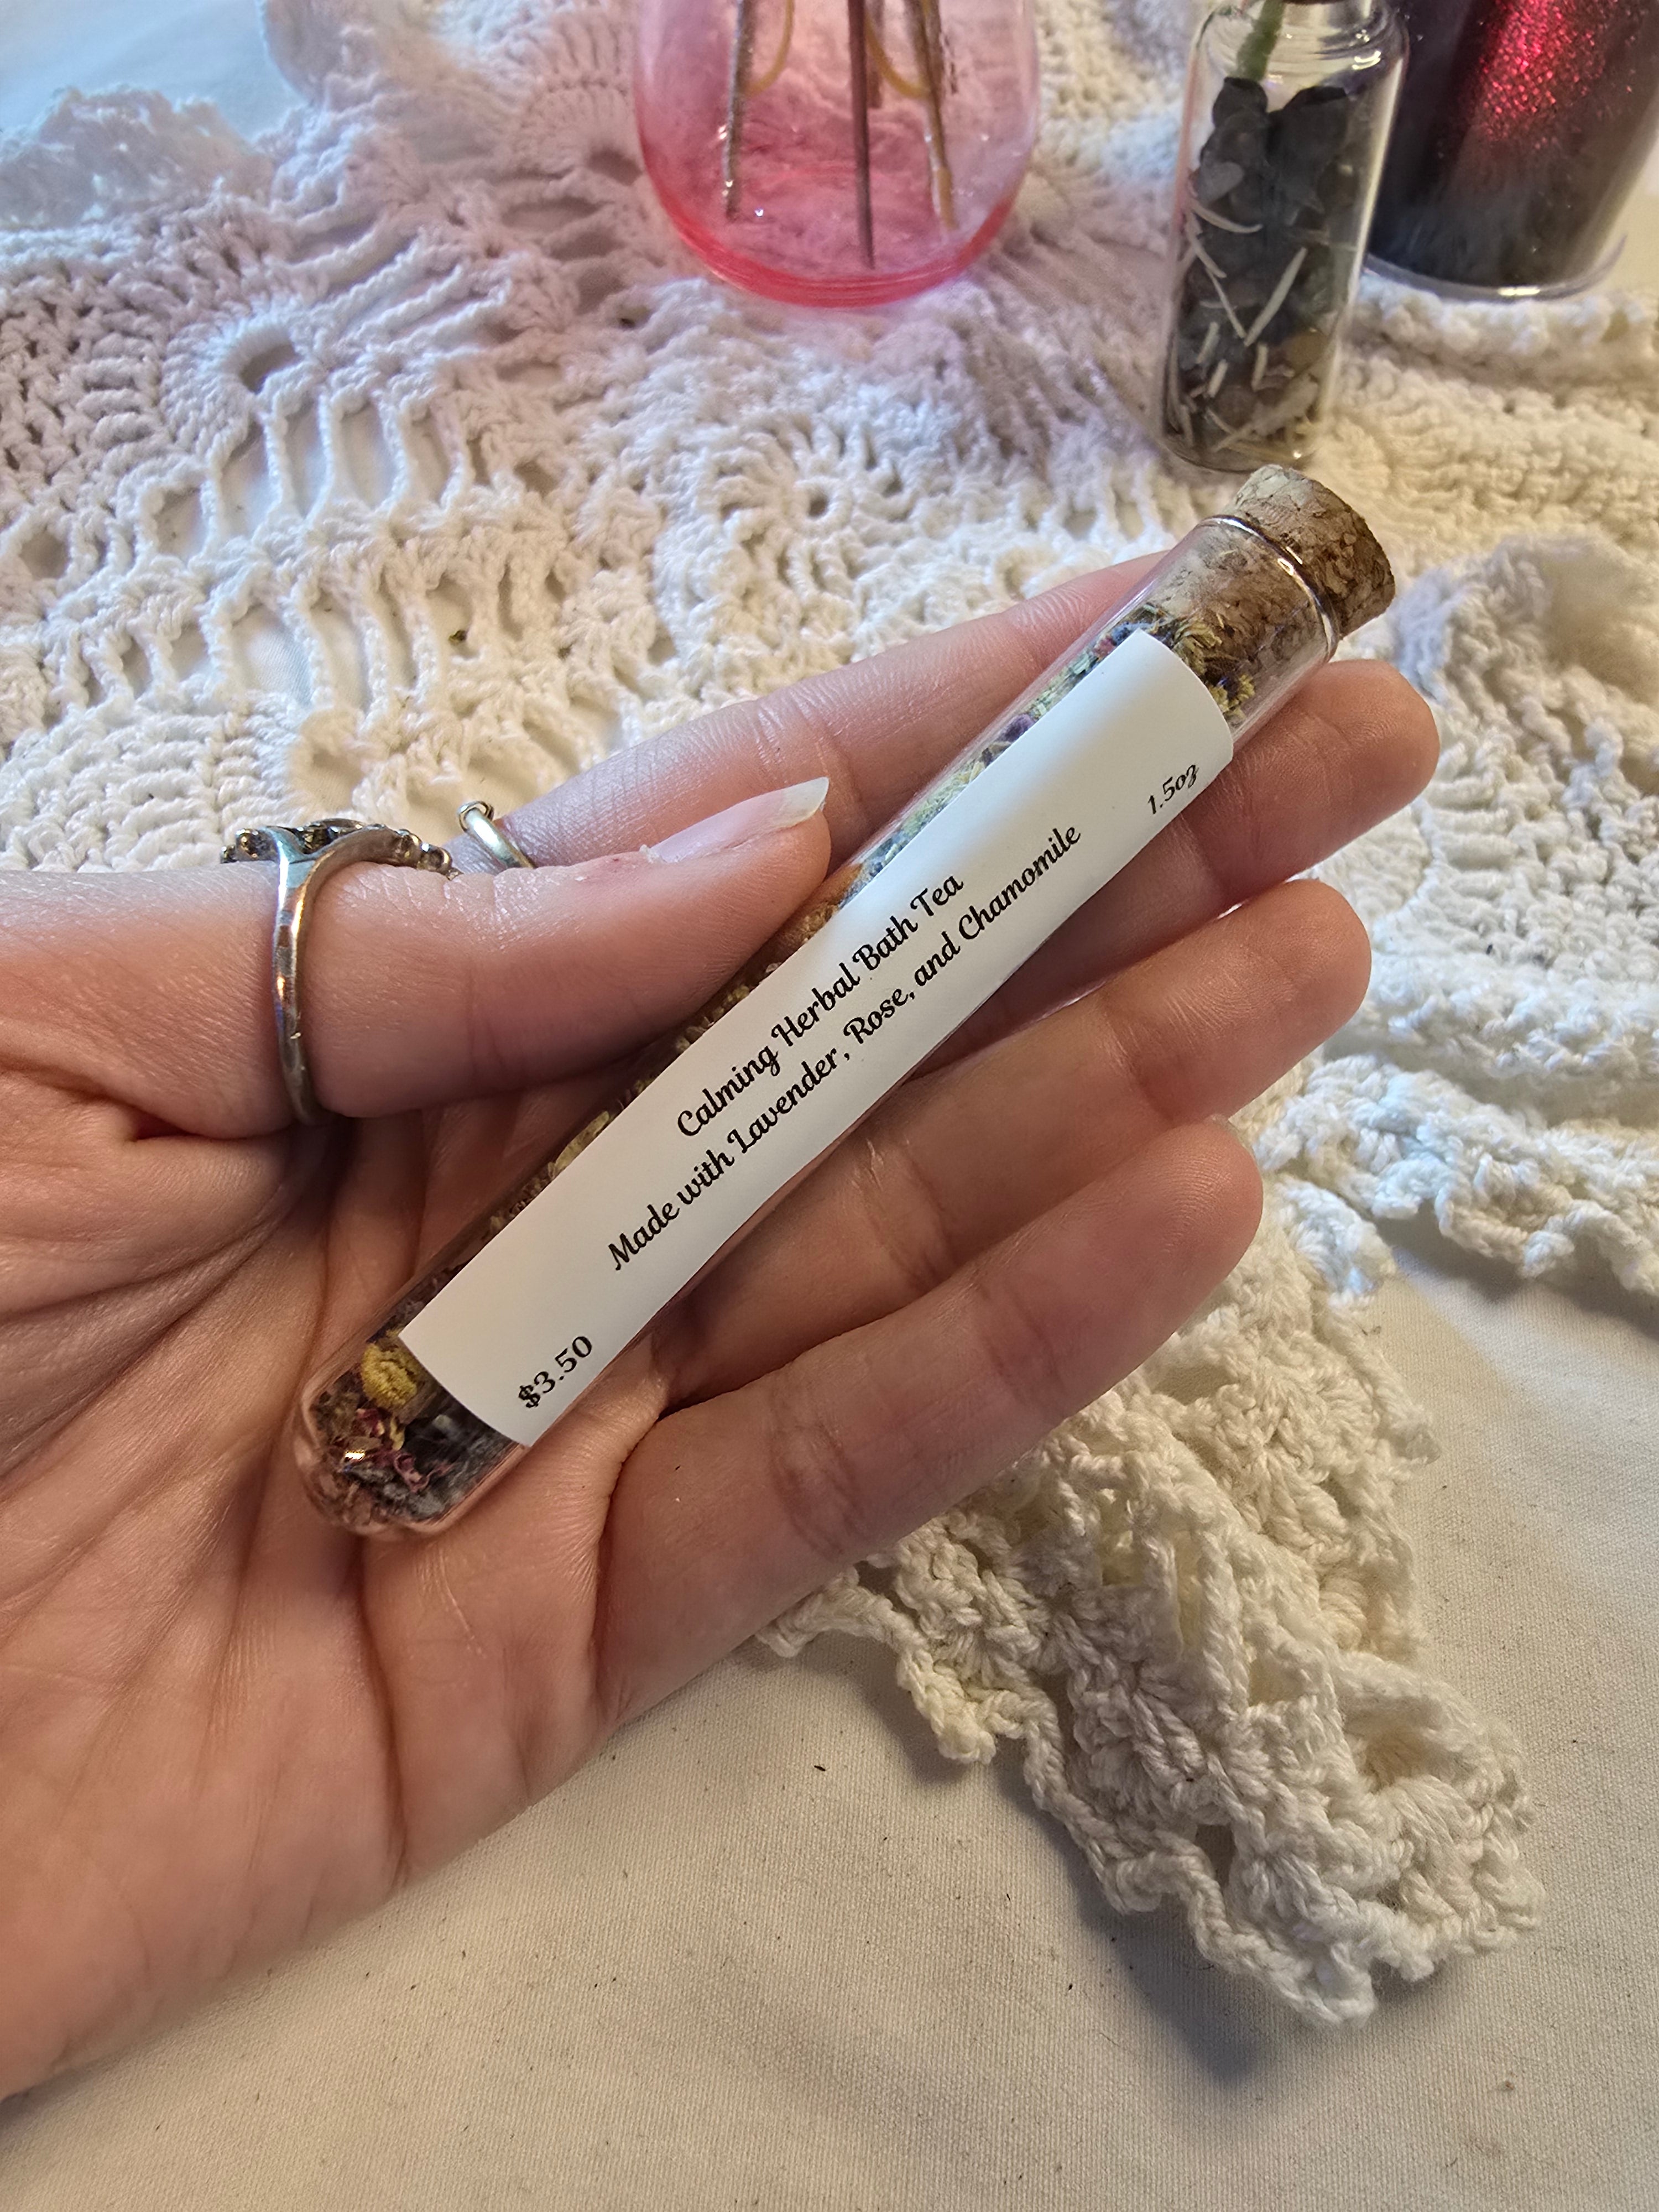 Calming Herbal Bath Tea
Made with Lavender, Rose, and Chamomile
$3.50
1.5oz